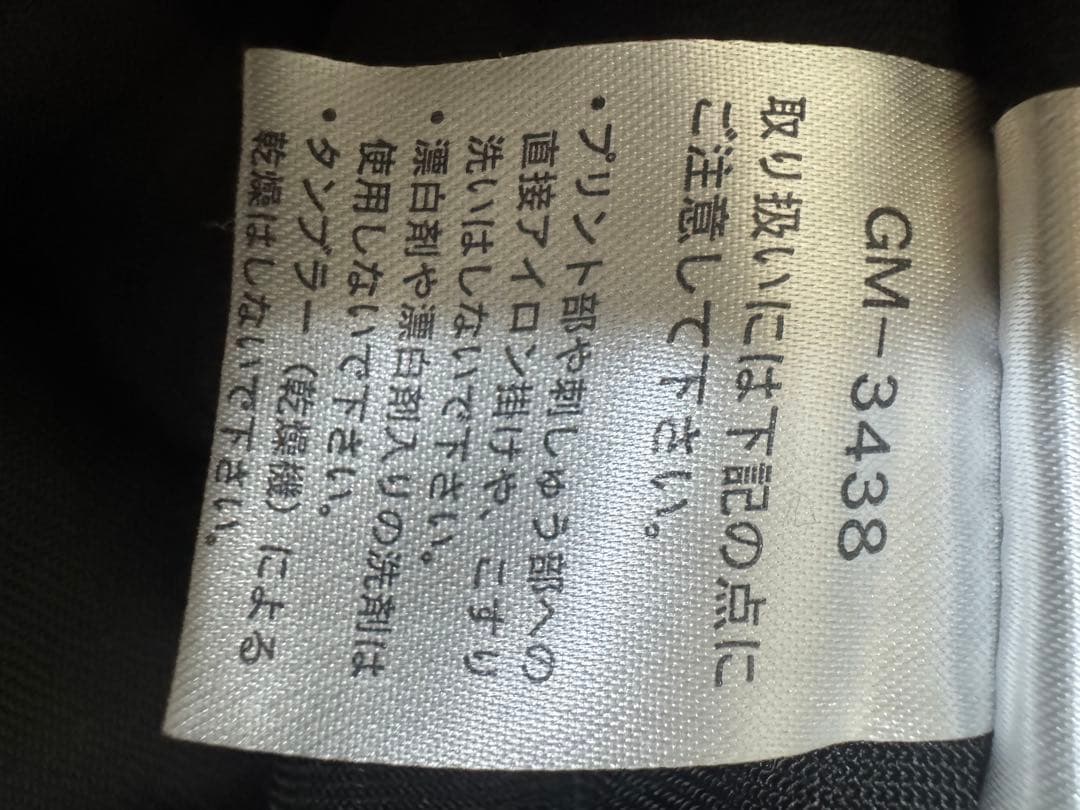 GM-3438
取り扱いには下記の点に
ご注意して下さい。
・プリント部や刺しゅう部への
直接アイロン掛けや、こすり
洗いはしないで下さい。
・漂白剤や漂白剤入りの洗剤は
使用しないで下さい。
・タンブラー(乾燥機)による
乾燥はしないで下さい。